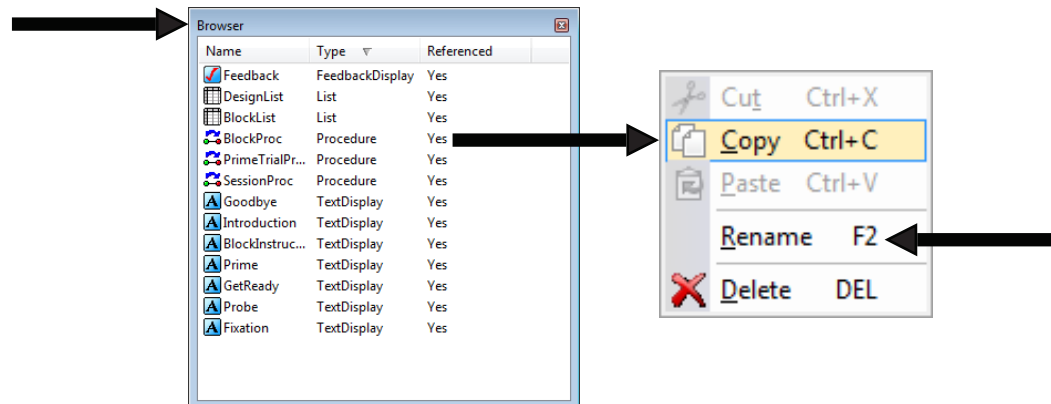 Browser
Name Type Referenced
Feedback FeedbackDisplay Yes
DesignList List Yes
BlockList List Yes
BlockProc Procedure Yes
PrimeTrialPr... Procedure Yes
SessionProc Procedure Yes
Goodbye TextDisplay Yes
Introduction TextDisplay Yes
BlockInstruc... TextDisplay Yes
Prime TextDisplay Yes
GetReady TextDisplay Yes
Probe TextDisplay Yes
Fixation TextDisplay Yes
Cut Ctrl+X
Copy Ctrl+C
Paste Ctrl+V
Rename F2
Delete DEL